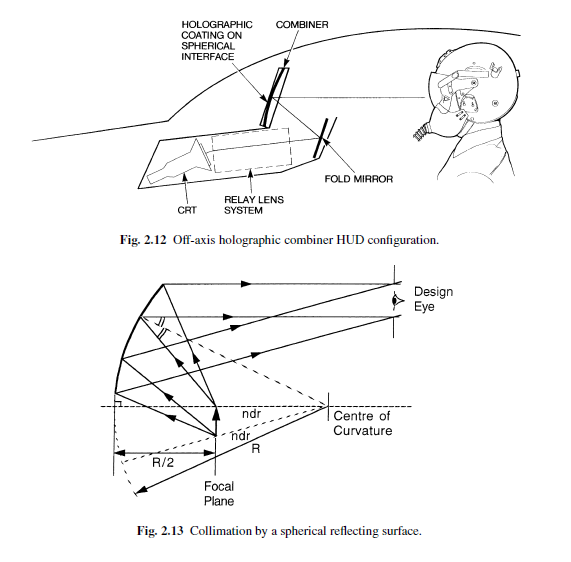 HOLOGRAPHIC
COATING ON
SPHERICAL
INTERFACE
COMBINER
FOLD MIRROR
RELAY LENS
SYSTEM
CRT
Fig. 2.12 Off-axis holographic combiner HUD configuration.
Design
Eye
ndr
Centre of
Curvature
ndr
R
R/2
Focal
Plane
Fig. 2.13 Collimation by a spherical reflecting surface.